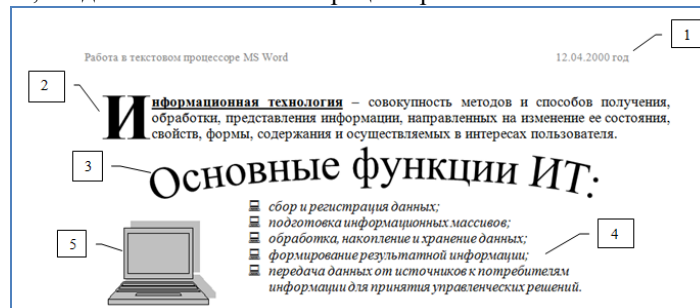 1
Работа в текстовом процессоре MS Word 12.04.2000 год
2
Информационная технология – совокупность методов и способов получения,
обработки, представления информации, направленных на изменение ее состояния,
свойств, формы, содержания и осуществляемых в интересах пользователя.
3
Основные функции ИТ:
сбор и регистрация данных;
подготовка информационных массивов;
обработка, накопление и хранение данных;
4
5
формирование результатной информации;
передача данных от источников к потребителям
информации для принятия управленческих решений.